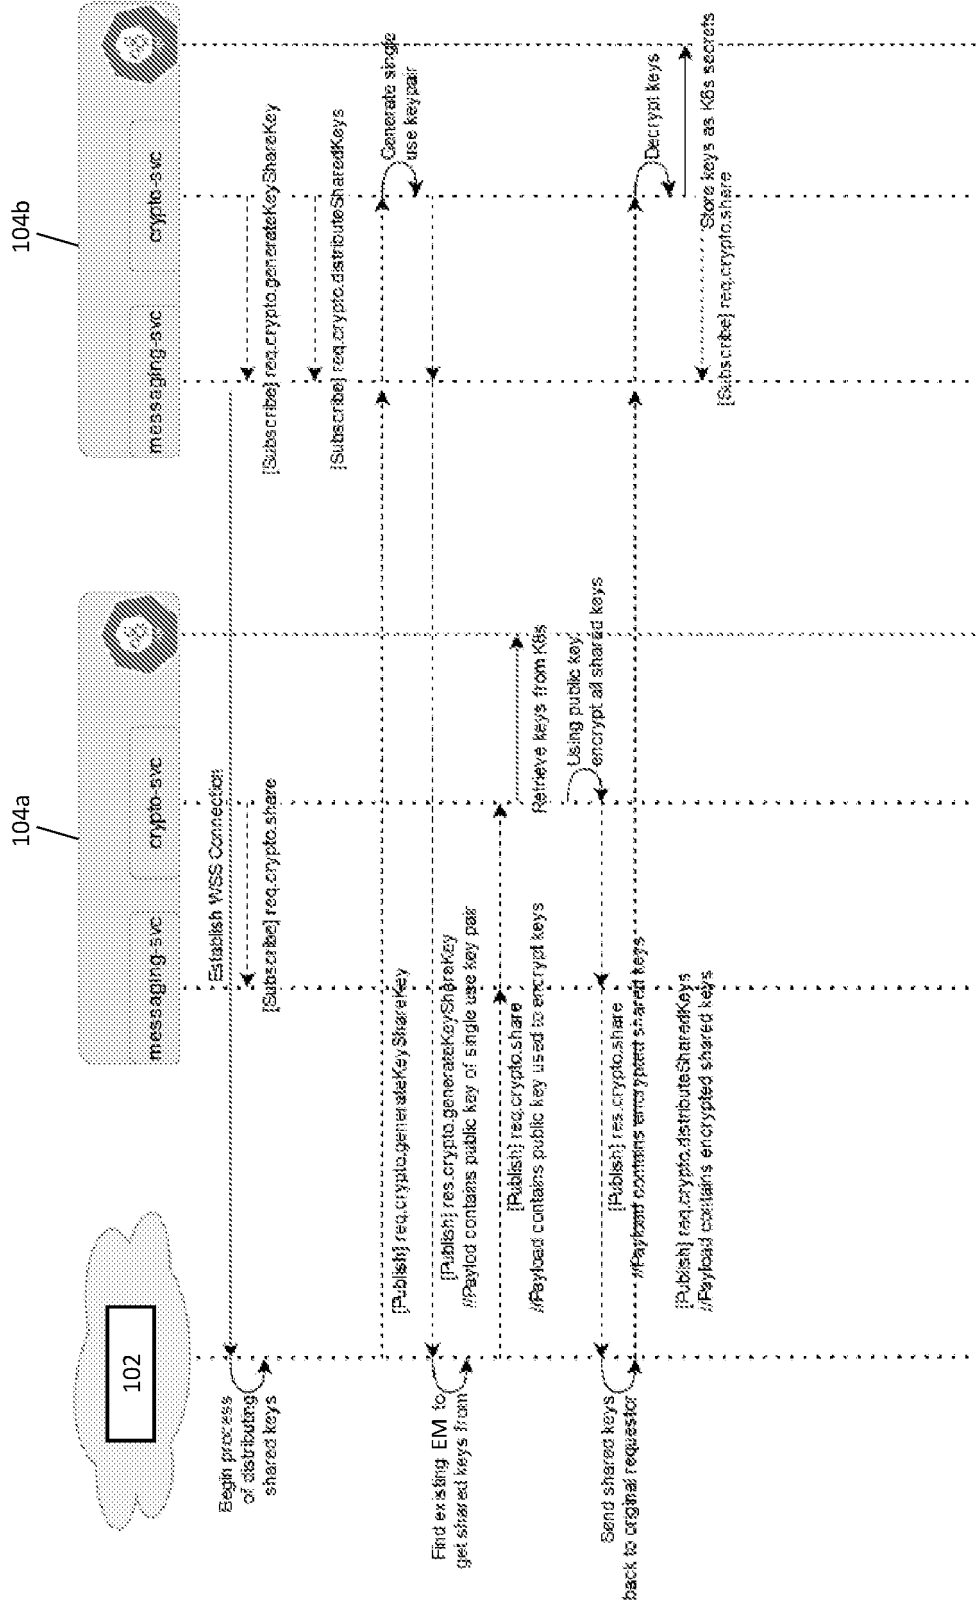 102
104a
messaging-svc
crypto-svc
104b
messaging-svc
crypto-svc
Establish WSS Connection
Begin process
of distributing
shared keys
[Subscribe] req.crypto.share
[Subscribe] req.crypto.generateKeyShareKey
[Subscribe] req.crypto.distributeSharedKeys
[Publish] req.crypto.generateKeyShareKey
Generate single
use keypair
[Publish] res.crypto.generateKeyShareKey
//Paylod contains public key of single use key pair
Find existing EM to
get shared keys from
[Publish] req.crypto.share
//Payload contains public key used to encrypt keys
Retrieve keys from K8s
Using public key,
encrypt all shared keys
[Publish] res.crypto.share
//Payload contains encrypted shared keys
Send shared keys
back to original requestor
[Publish] req.crypto.distributeSharedKeys
//Payload contains encrypted shared keys
Decrypt keys
Store keys as K8s secrets
[Subscribe] req.crypto.share